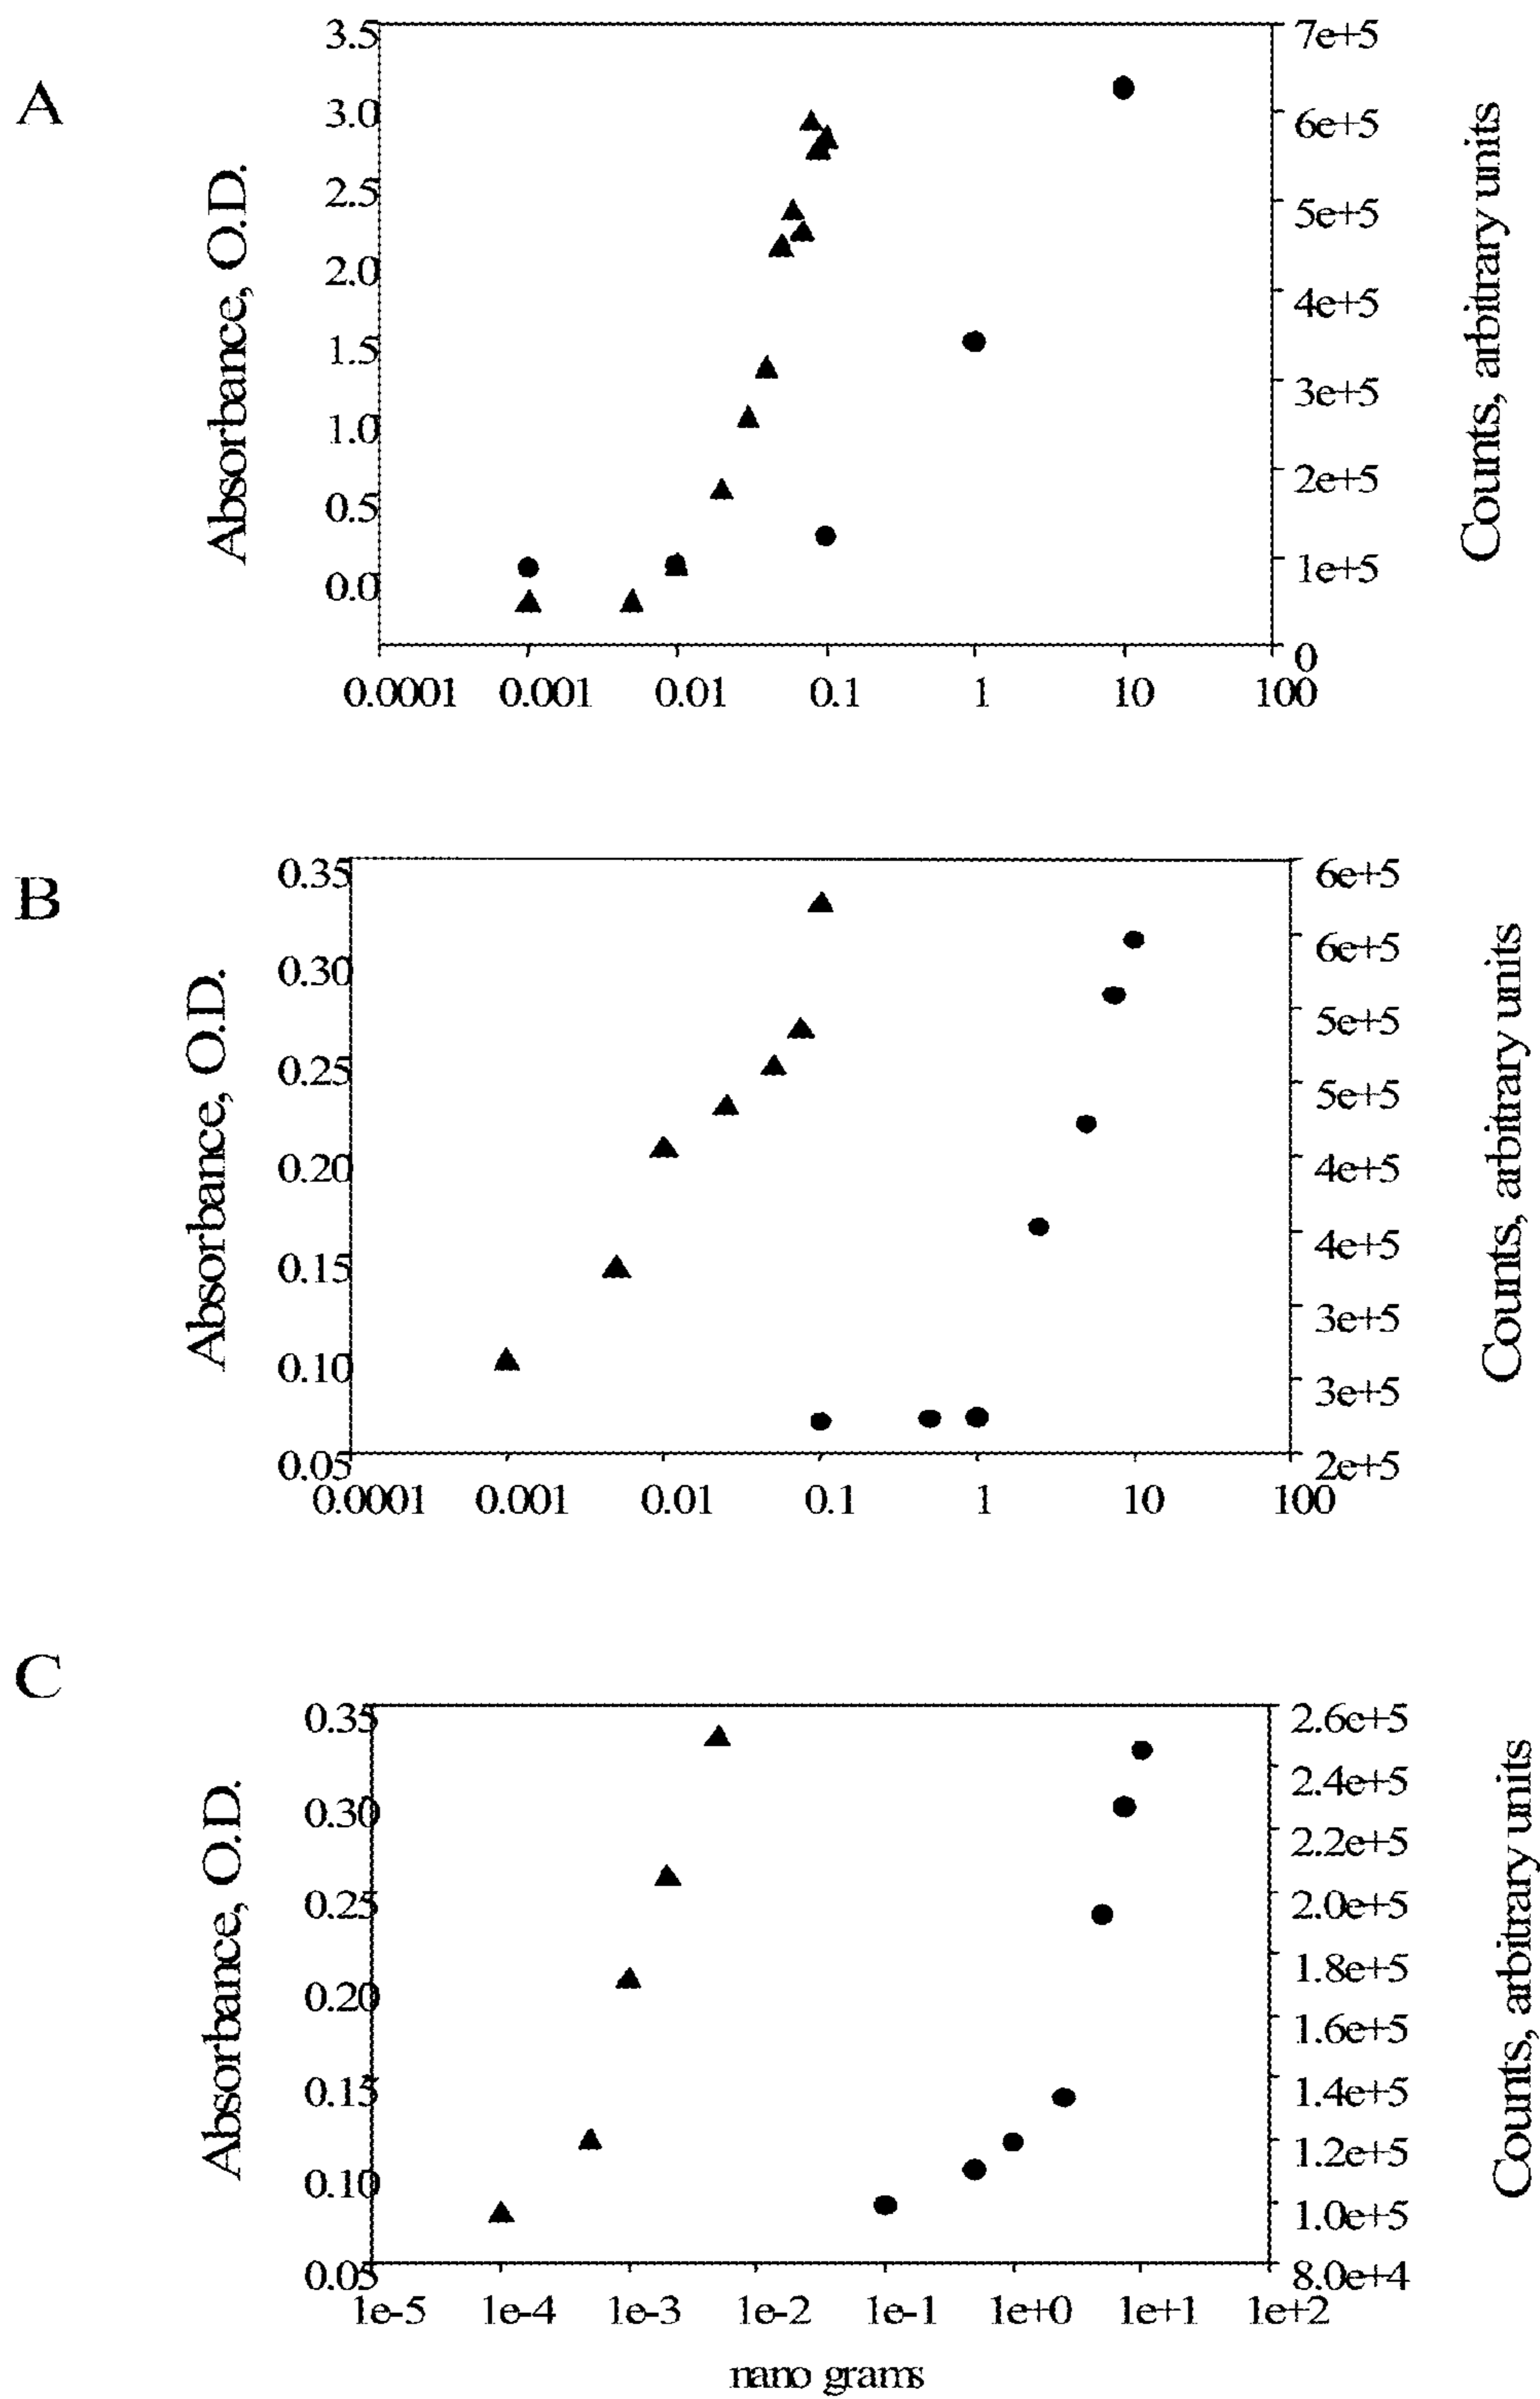 A
Absorbance, O.D.
3.5
3.0
2.5
2.0
1.5
1.0
0.5
0.0
7e+5
6e+5
5e+5
4e+5
3e+5
2e+5
1e+5
0
Counts, arbitrary units
0.0001 0.001 0.01 0.1 1 10 100
B
Absorbance, O.D.
0.35
0.30
0.25
0.20
0.15
0.10
0.05
6e+5
6e+5
5e+5
5e+5
4e+5
4e+5
3e+5
3e+5
2e+5
Counts, arbitrary units
0.0001 0.001 0.01 0.1 1 10 100
C
Absorbance, O.D.
0.35
0.30
0.25
0.20
0.15
0.10
0.05
2.6e+5
2.4e+5
2.2e+5
2.0e+5
1.8e+5
1.6e+5
1.4e+5
1.2e+5
1.0e+5
8.0e+4
Counts, arbitrary units
1e-5 1e-4 1e-3 1e-2 1e-1 1e+0 1e+1 1e+2
nano grams